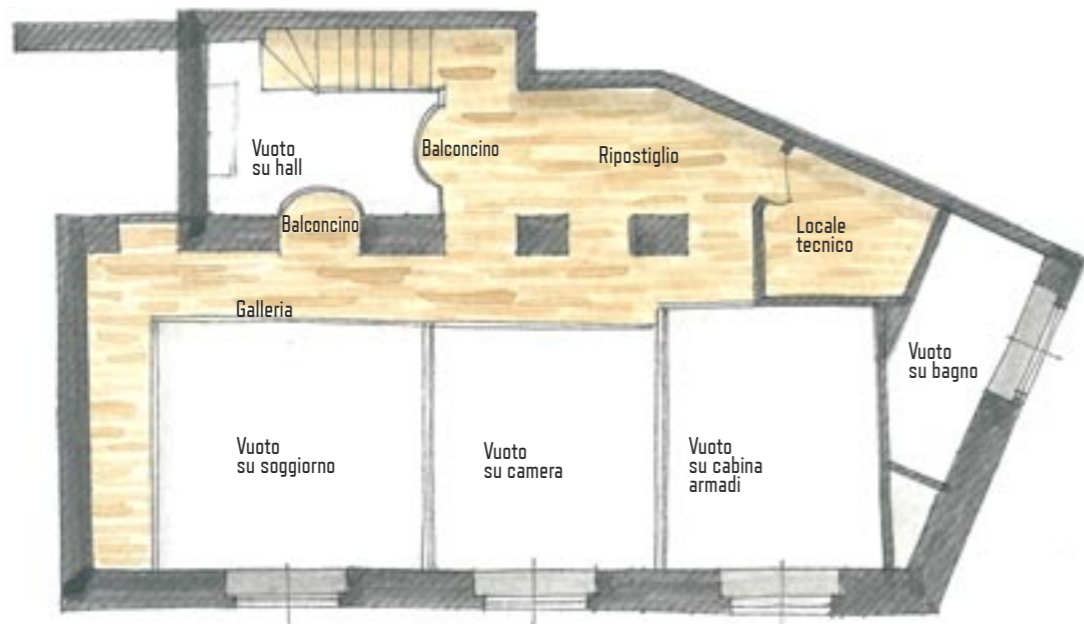 Vuoto
su hall
Balconcino
Ripostiglio
Balconcino
Locale
tecnico
Galleria
Vuoto
su bagno
Vuoto
su soggiorno
Vuoto
su camera
Vuoto
su cabina
armadi